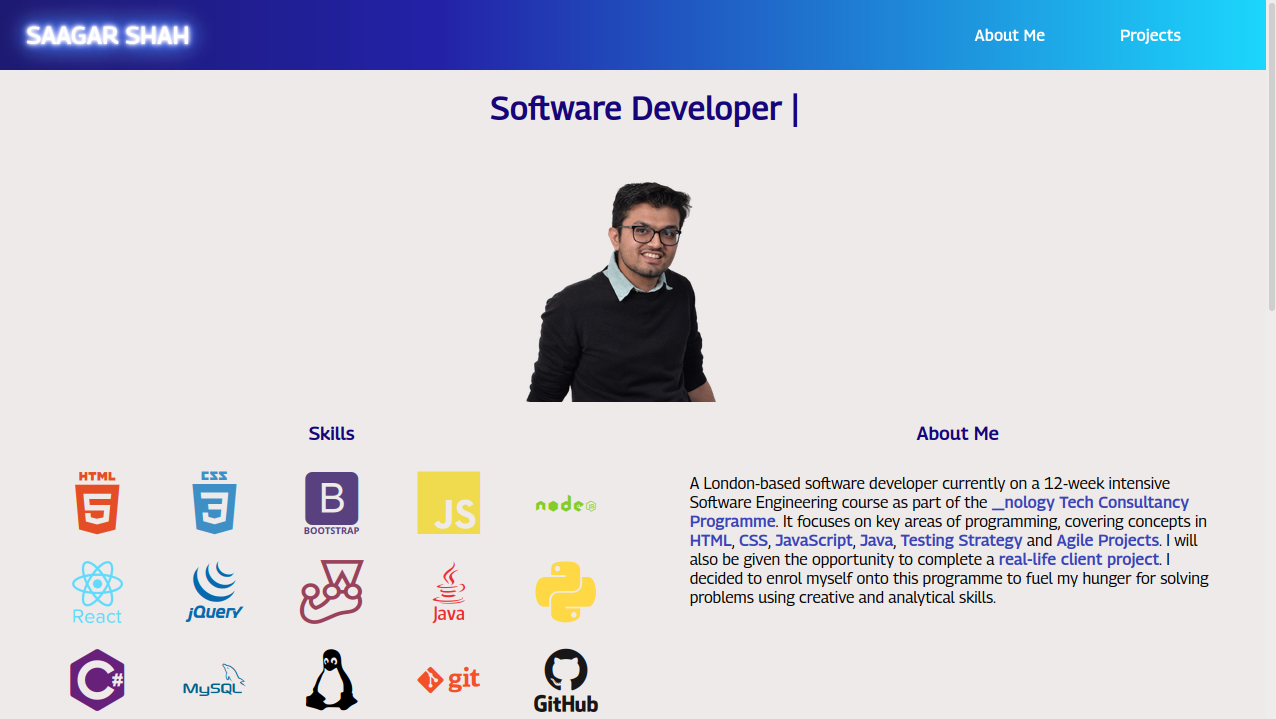 SAAGAR SHAH
About Me
Projects
Software Developer |
Skills
About Me
HTML
5
CSS
3
B
BOOTSTRAP
JS
node
JS
React
jQuery
Java
C#
MySQL
git
GitHub
A London-based software developer currently on a 12-week intensive
Software Engineering course as part of the __nology Tech Consultancy
Programme. It focuses on key areas of programming, covering concepts in
HTML, CSS, JavaScript, Java, Testing Strategy and Agile Projects. I will
also be given the opportunity to complete a real-life client project. I
decided to enrol myself onto this programme to fuel my hunger for solving
problems using creative and analytical skills.